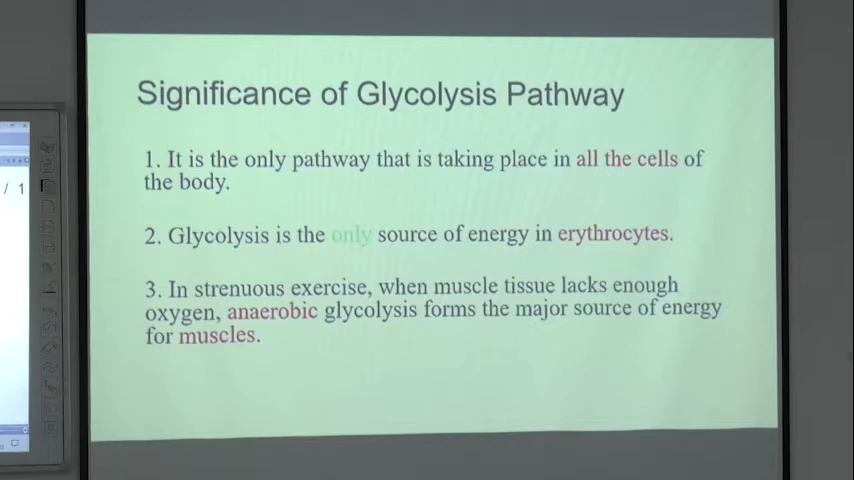 Significance of Glycolysis Pathway
1. It is the only pathway that is taking place in all the cells of
the body.
2. Glycolysis is the only source of energy in erythrocytes.
3. In strenuous exercise, when muscle tissue lacks enough
oxygen, anaerobic glycolysis forms the major source of energy
for muscles.
/ 1